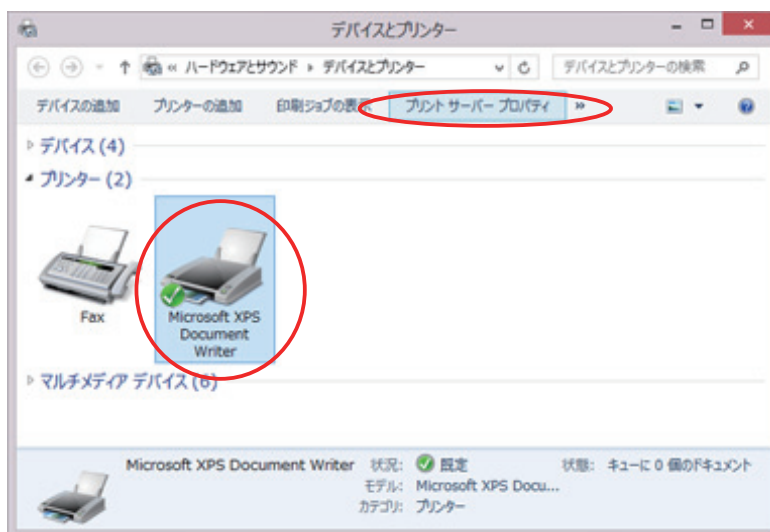 デバイスとプリンター
« ハードウェアとサウンド ▸ デバイスとプリンター デバイスとプリンターの検索
デバイスの追加 プリンターの追加 印刷ジョブの表示 プリント サーバー プロパティ »
デバイス (4)
プリンター (2)
Fax
Microsoft XPS
Document
Writer
マルチメディア デバイス (6)
Microsoft XPS Document Writer 状況: 既定 状態: キューに 0 個のドキュメント
モデル: Microsoft XPS Docu...
カテゴリ: プリンター